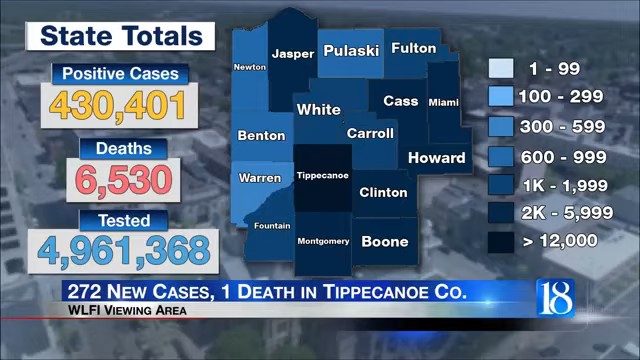 State Totals
Positive Cases
430,401
Deaths
6,530
Tested
4,961,368
Newton
Jasper
Pulaski
Fulton
White
Cass
Miami
Benton
Carroll
Howard
Warren
Tippecanoe
Clinton
Fountain
Montgomery
Boone
1 - 99
100 - 299
300 - 599
600 - 999
1K - 1,999
2K - 5,999
> 12,000
272 New Cases, 1 Death in Tippecanoe Co.
WLFI Viewing Area
18